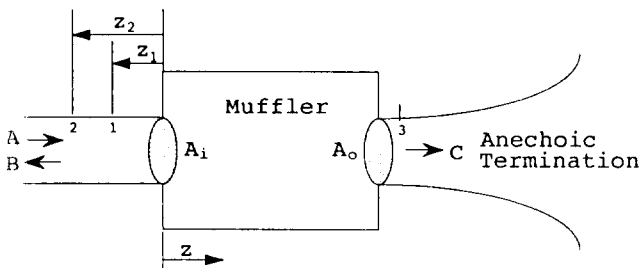 z2
z1
Muffler
A
2
1
3
B
Ai
Ao
C
Anechoic
Termination
z